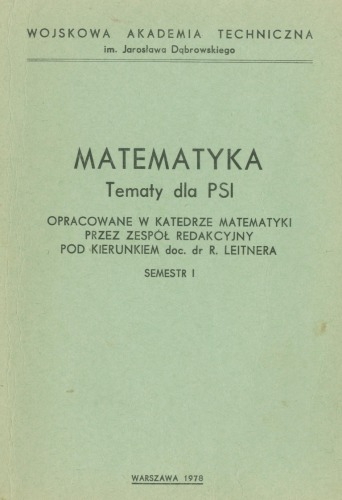 WOJSKOWA AKADEMIA TECHNICZNA
im. Jarosława Dąbrowskiego
MATEMATYKA
Tematy dla PSI
OPRACOWANE W KATEDRZE MATEMATYKI
PRZEZ ZESPÓŁ REDAKCYJNY
POD KIERUNKIEM doc. dr R. LEITNERA
SEMESTR I
WARSZAWA 1978